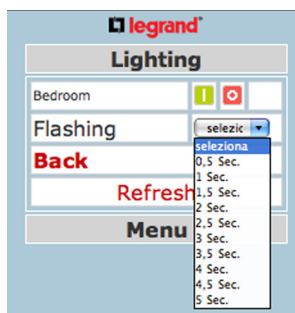 legrand
Lighting
Bedroom
Flashing selezic
seleziona
0,5 Sec.
1 Sec.
1,5 Sec.
2 Sec.
2,5 Sec.
3 Sec.
3,5 Sec.
4 Sec.
4,5 Sec.
5 Sec.
Back
Refresh
Menu